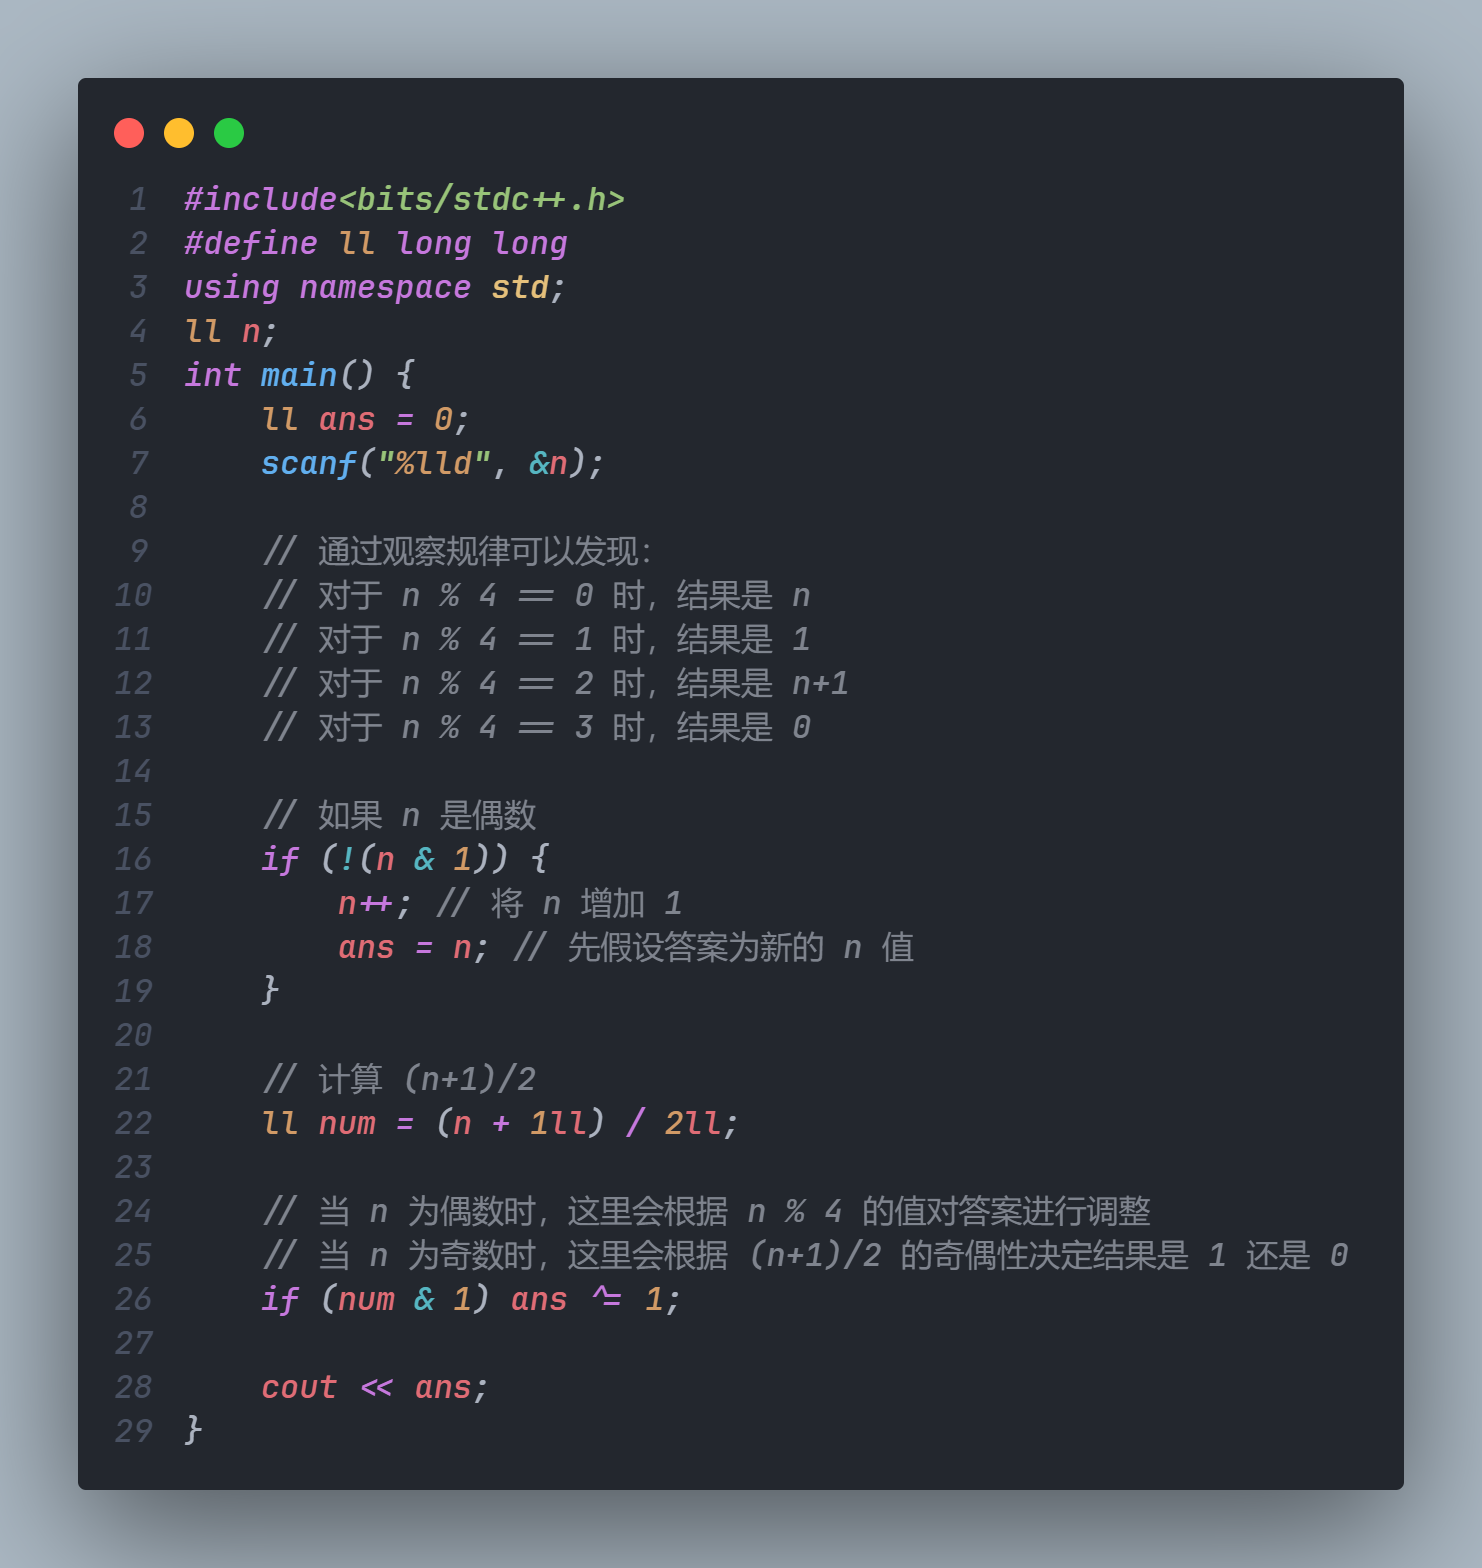 1 #include<bits/stdc++.h>
2 #define ll long long
3 using namespace std;
4 ll n;
5 int main() {
6     ll ans = 0;
7     scanf("%lld", &n);
8
9     // 通过观察规律可以发现：
10     // 对于 n % 4 == 0 时，结果是 n
11     // 对于 n % 4 == 1 时，结果是 1
12     // 对于 n % 4 == 2 时，结果是 n+1
13     // 对于 n % 4 == 3 时，结果是 0
14
15     // 如果 n 是偶数
16     if (!(n & 1)) {
17         n++; // 将 n 增加 1
18         ans = n; // 先假设答案为新的 n 值
19     }
20
21     // 计算 (n+1)/2
22     ll num = (n + 1ll) / 2ll;
23
24     // 当 n 为偶数时，这里会根据 n % 4 的值对答案进行调整
25     // 当 n 为奇数时，这里会根据 (n+1)/2 的奇偶性决定结果是 1 还是 0
26     if (num & 1) ans ^= 1;
27
28     cout << ans;
29 }